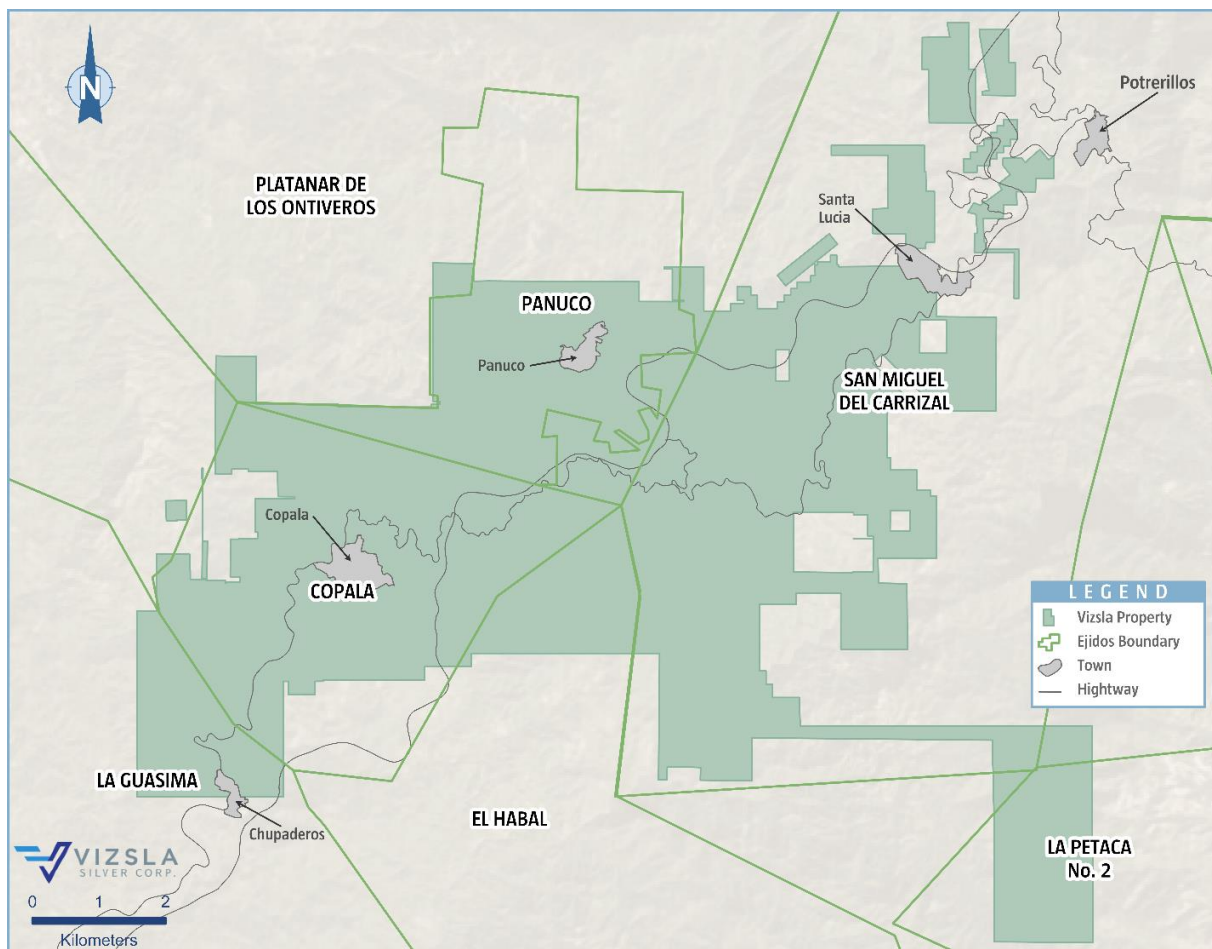 N
Potrerillos
PLATANAR DE
LOS ONTIVEROS
Santa
Lucia
PANUCO
Panuco
SAN MIGUEL
DEL CARRIZAL
Copala
COPALA
LEGEND
Vizsla Property
Ejidos Boundary
Town
Hightway
LA GUASIMA
Chupaderos
EL HABAL
LA PETACA
No. 2
VIZSLA
SILVER CORP.
0 1 2
Kilometers